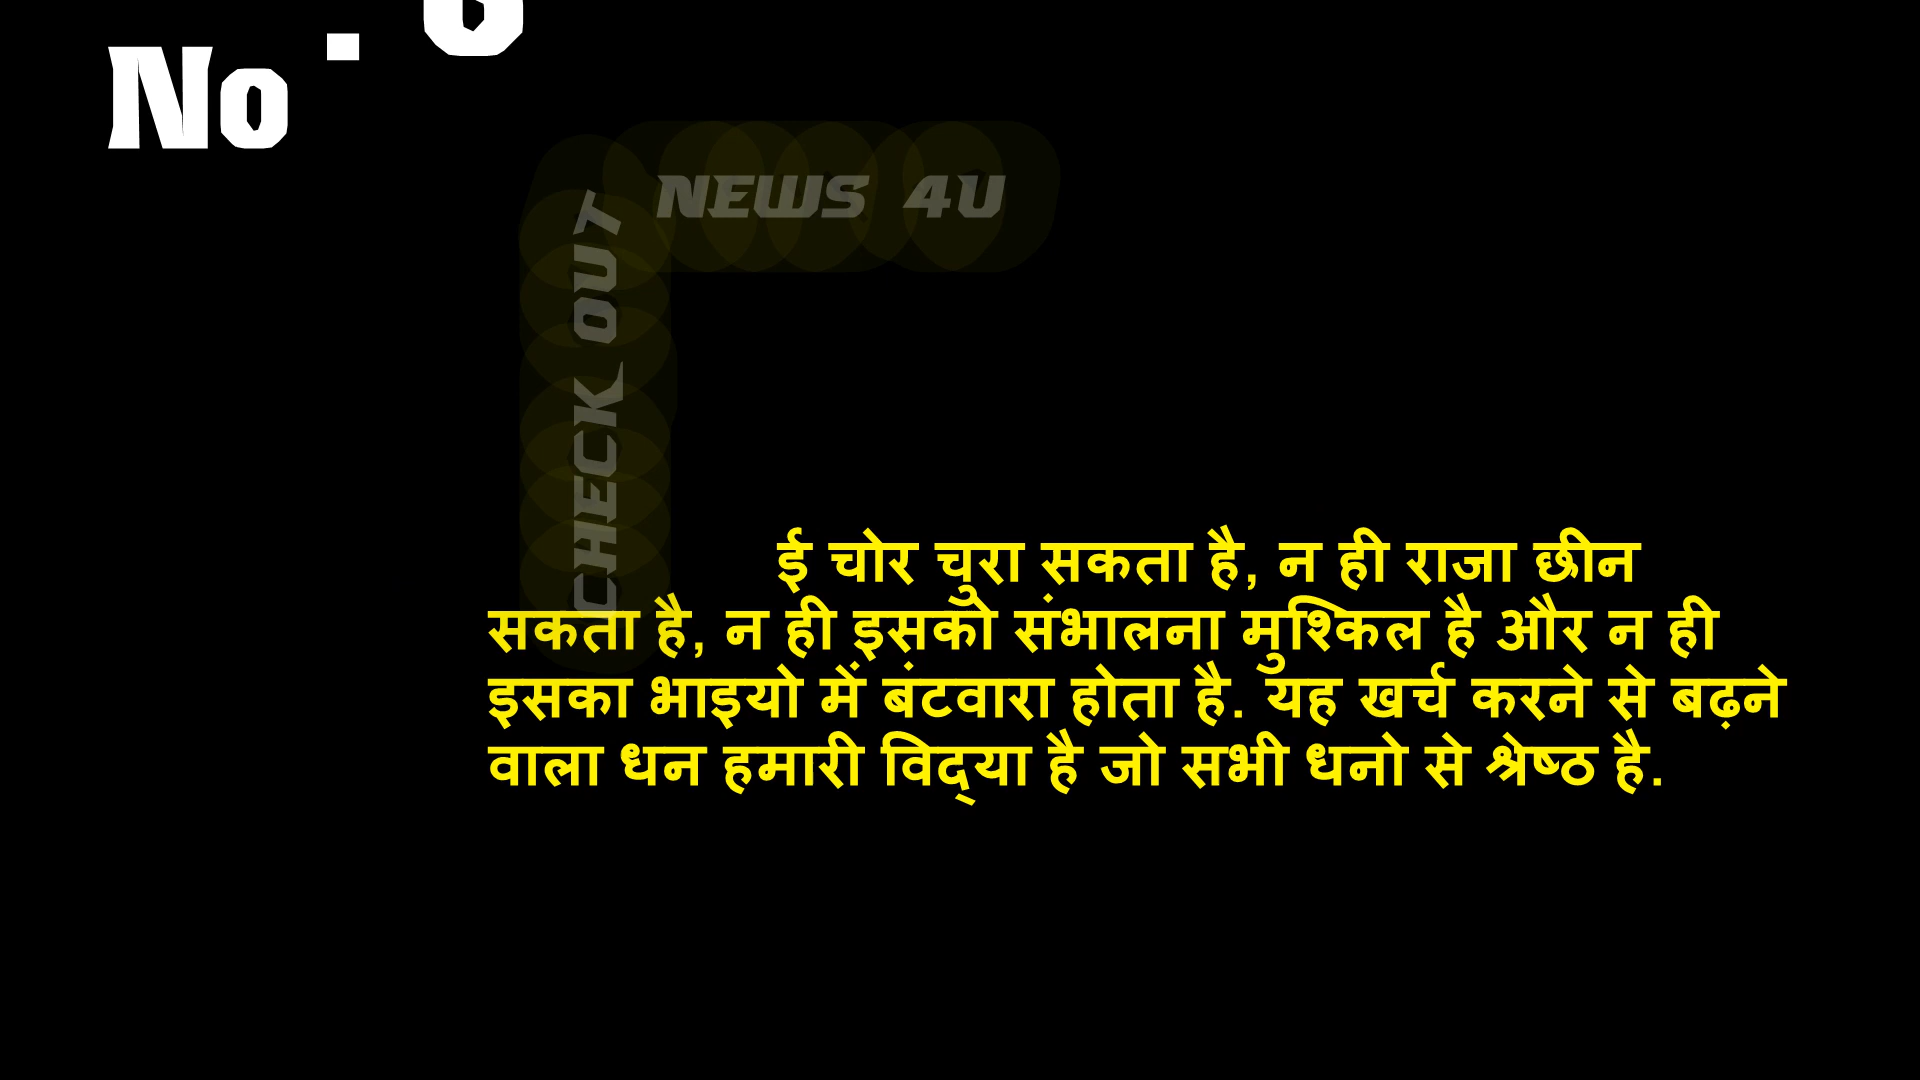 No.
NEWS 4U
CHECK OUT
ई चोर चुरा सकता है, न ही राजा छीन
सकता है, न ही इसको संभालना मुश्किल है और न ही
इसका भाइयो में बंटवारा होता है. यह खर्च करने से बढ़ने
वाला धन हमारी विद्या है जो सभी धनो से श्रेष्ठ है.